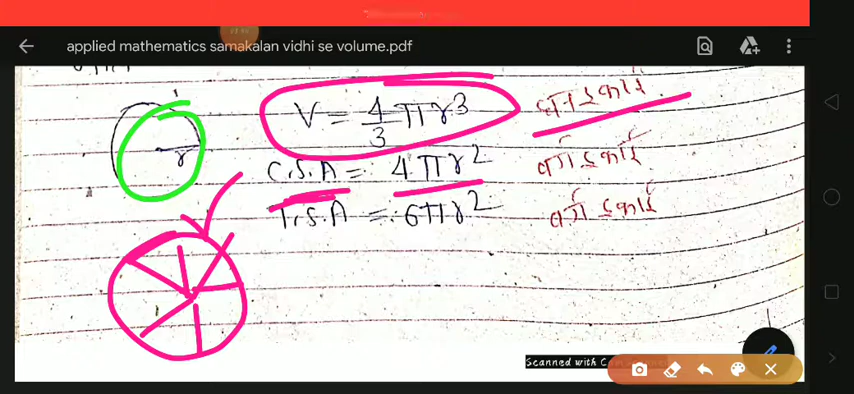 applied mathematics samakalan vidhi se volume.pdf
V = 4/3 πr³ घन इकाई
r
C.S.A = 4πr² वर्ग इकाई
T.S.A = 6πr² वर्ग इकाई
Scanned with